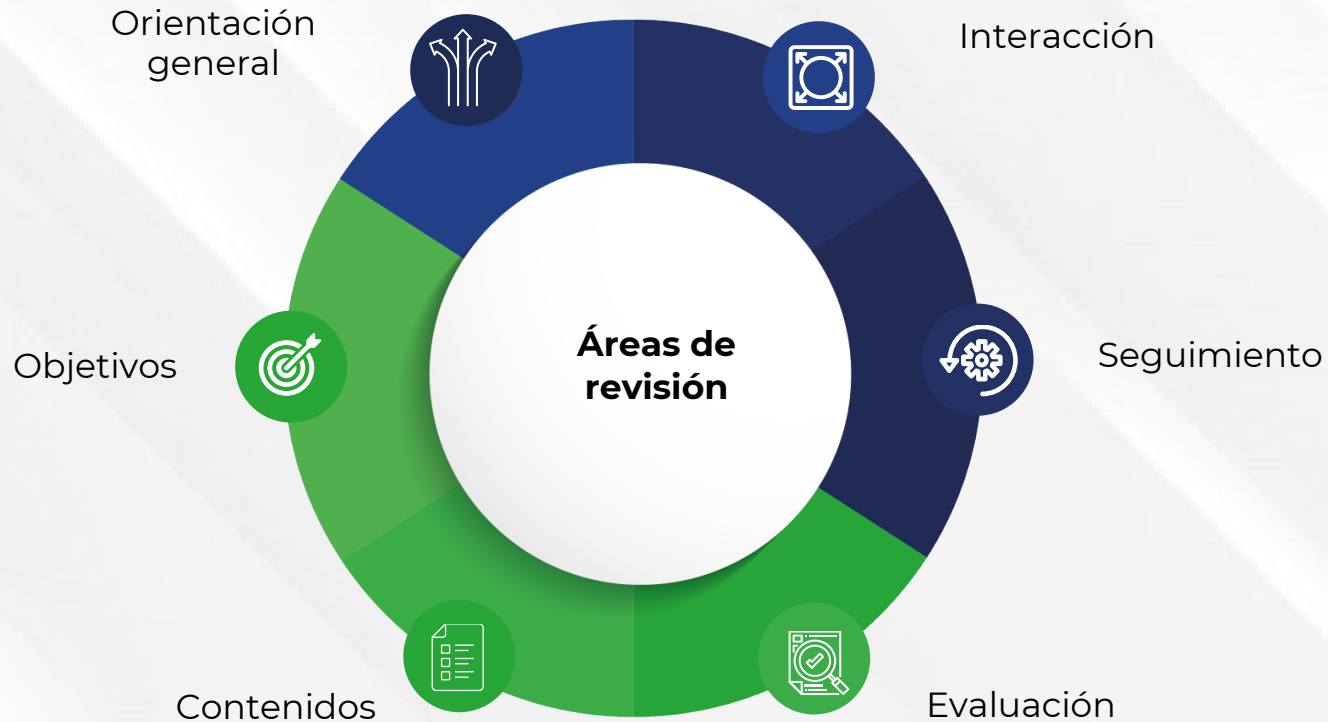 Orientación
general
Interacción
Objetivos
Áreas de
revisión
Seguimiento
Contenidos
Evaluación